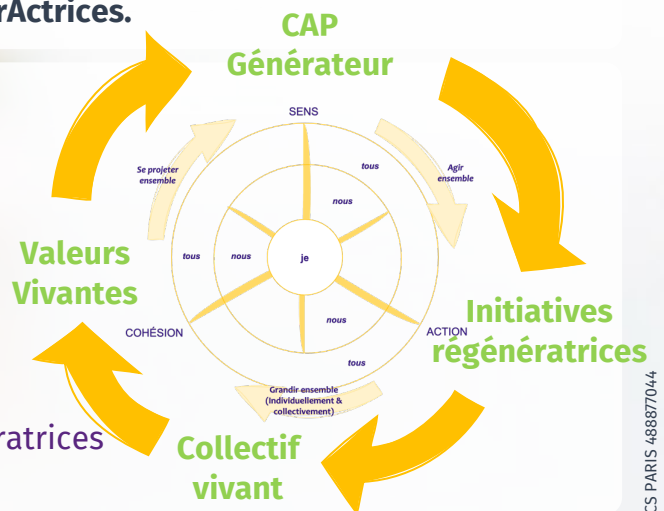 rActrices.
CAP
Générateur
SENS
Se projeter
ensemble
tous
Agir
ensemble
nous
Valeurs
Vivantes
tous
nous
je
COHÉSION
nous
ACTION
Initiatives
régénératrices
tous
Grandir ensemble
(Individuellement &
collectivement)
ratrices
Collectif
vivant
CS PARIS 488877044